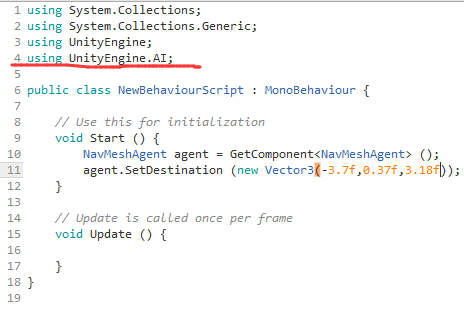 1 using System.Collections;
2 using System.Collections.Generic;
3 using UnityEngine;
4 using UnityEngine.AI;
5
6 public class NewBehaviourScript : MonoBehaviour {
7
8 // Use this for initialization
9 void Start () {
10 NavMeshAgent agent = GetComponent<NavMeshAgent> ();
11 agent.SetDestination (new Vector3(-3.7f,0.37f,3.18f));
12 }
13
14 // Update is called once per frame
15 void Update () {
16
17 }
18 }
19